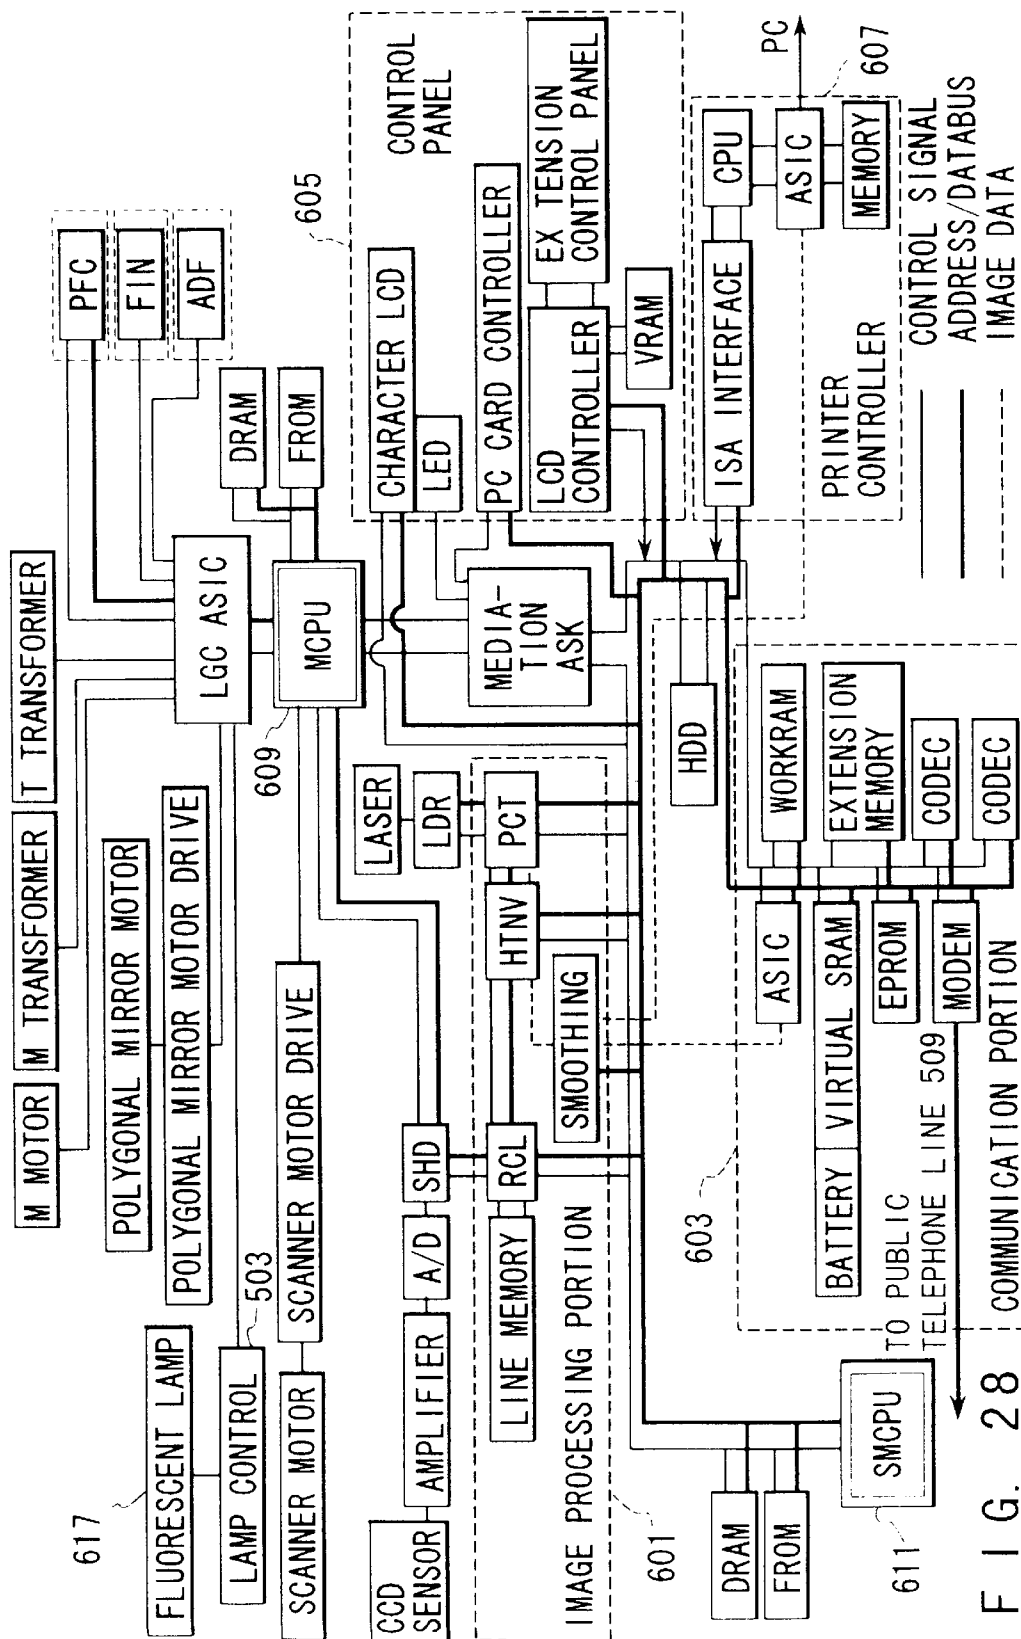 617
FLUORESCENT LAMP
LAMP CONTROL
503
SCANNER MOTOR
SCANNER MOTOR DRIVE
M MOTOR
M TRANSFORMER
T TRANSFORMER
POLYGONAL MIRROR MOTOR
POLYGONAL MIRROR MOTOR DRIVE
LGC ASIC
PFC
FIN
ADF
DRAM
FROM
609
MCPU
CCD
SENSOR
AMPLIFIER
A/D
SHD
LASER
LDR
LINE MEMORY
RCL
HTNV
PCT
SMOOTHING
IMAGE PROCESSING PORTION
601
MEDIA-
TION
ASK
605
CONTROL
PANEL
CHARACTER LCD
LED
PC CARD CONTROLLER
LCD
CONTROLLER
EX TENSION
CONTROL PANEL
VRAM
HDD
ISA INTERFACE
CPU
ASIC
MEMORY
PC
607
PRINTER
CONTROLLER
DRAM
FROM
SMCPU
611
603
ASIC
WORKRAM
BATTERY
VIRTUAL SRAM
EXTENSION
MEMORY
EPROM
CODEC
MODEM
CODEC
TO PUBLIC
TELEPHONE LINE 509
COMMUNICATION PORTION
CONTROL SIGNAL
ADDRESS/DATABUS
IMAGE DATA
FIG. 28